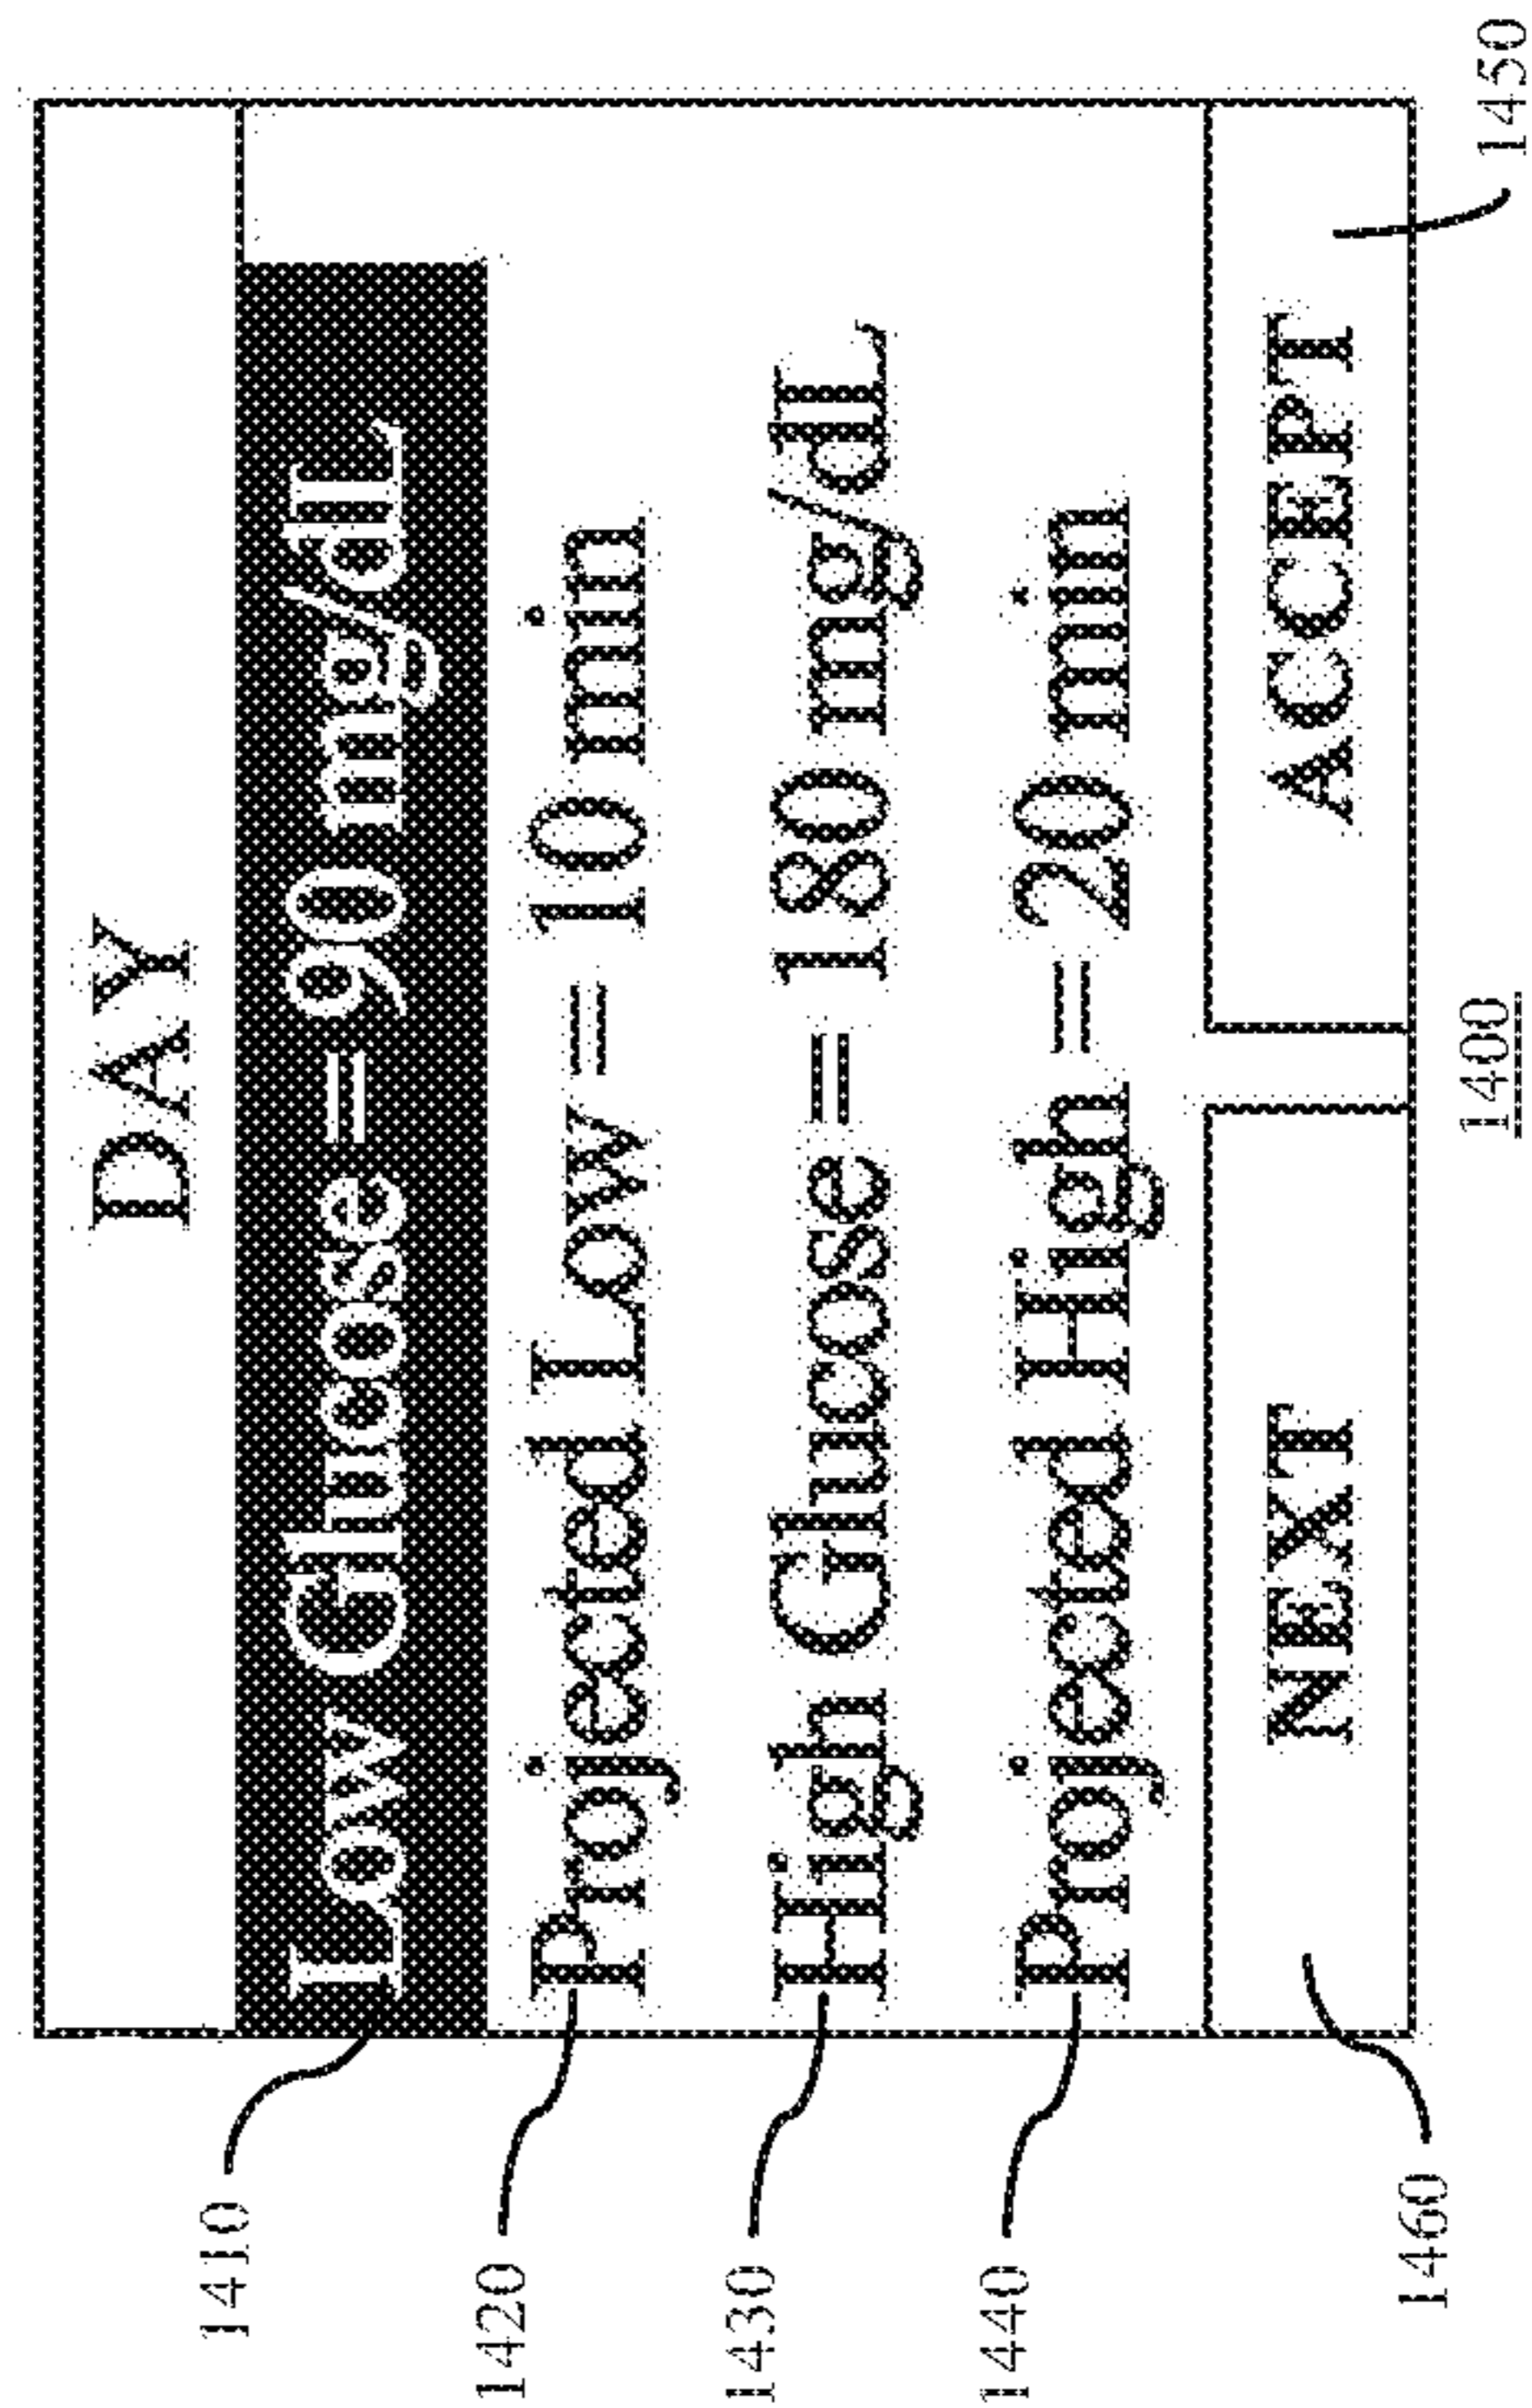 DAY
1410
Low Glucose = 90 mg/dL
1420
Projected Low = 10 min
1430
High Glucose = 180 mg/dL
1440
Projected High = 20 min
NEXT
ACCEPT
1460
1400
1450